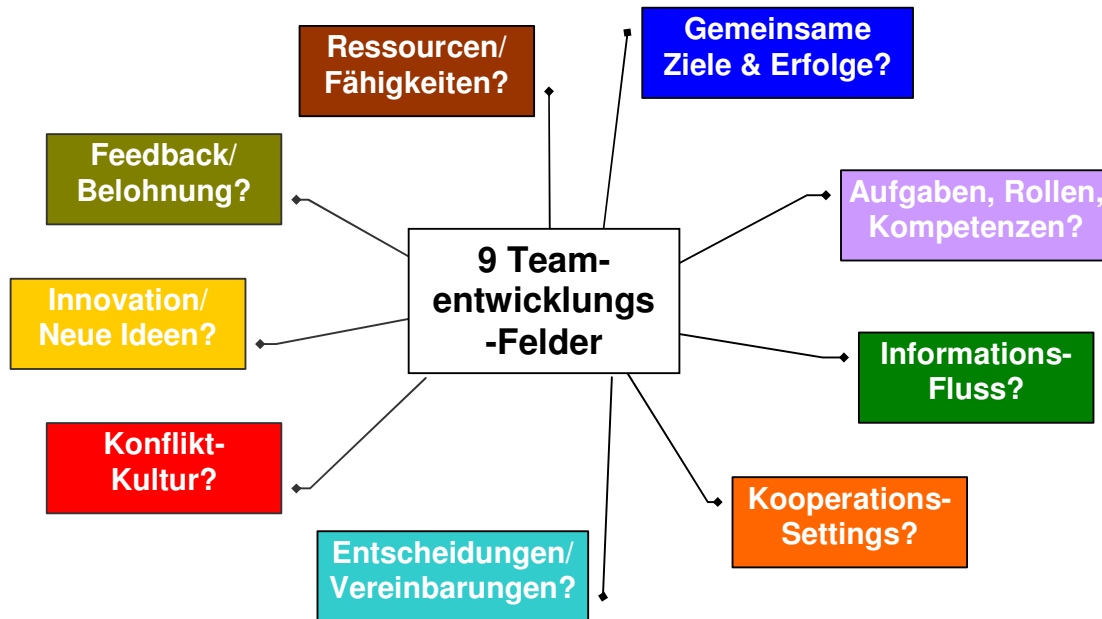 Ressourcen/
Fähigkeiten?
Gemeinsame
Ziele & Erfolge?
Feedback/
Belohnung?
Aufgaben, Rollen,
Kompetenzen?
9 Team-
entwicklungs
-Felder
Innovation/
Neue Ideen?
Informations-
Fluss?
Konflikt-
Kultur?
Kooperations-
Settings?
Entscheidungen/
Vereinbarungen?